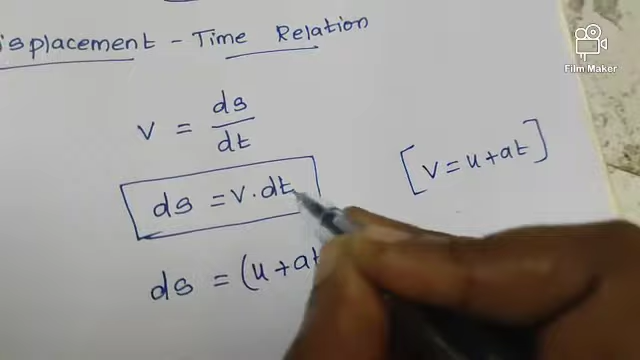 isplacement - Time Relation
Film Maker
v = ds/dt
[v = u + at]
ds = v . dt
ds = (u + at